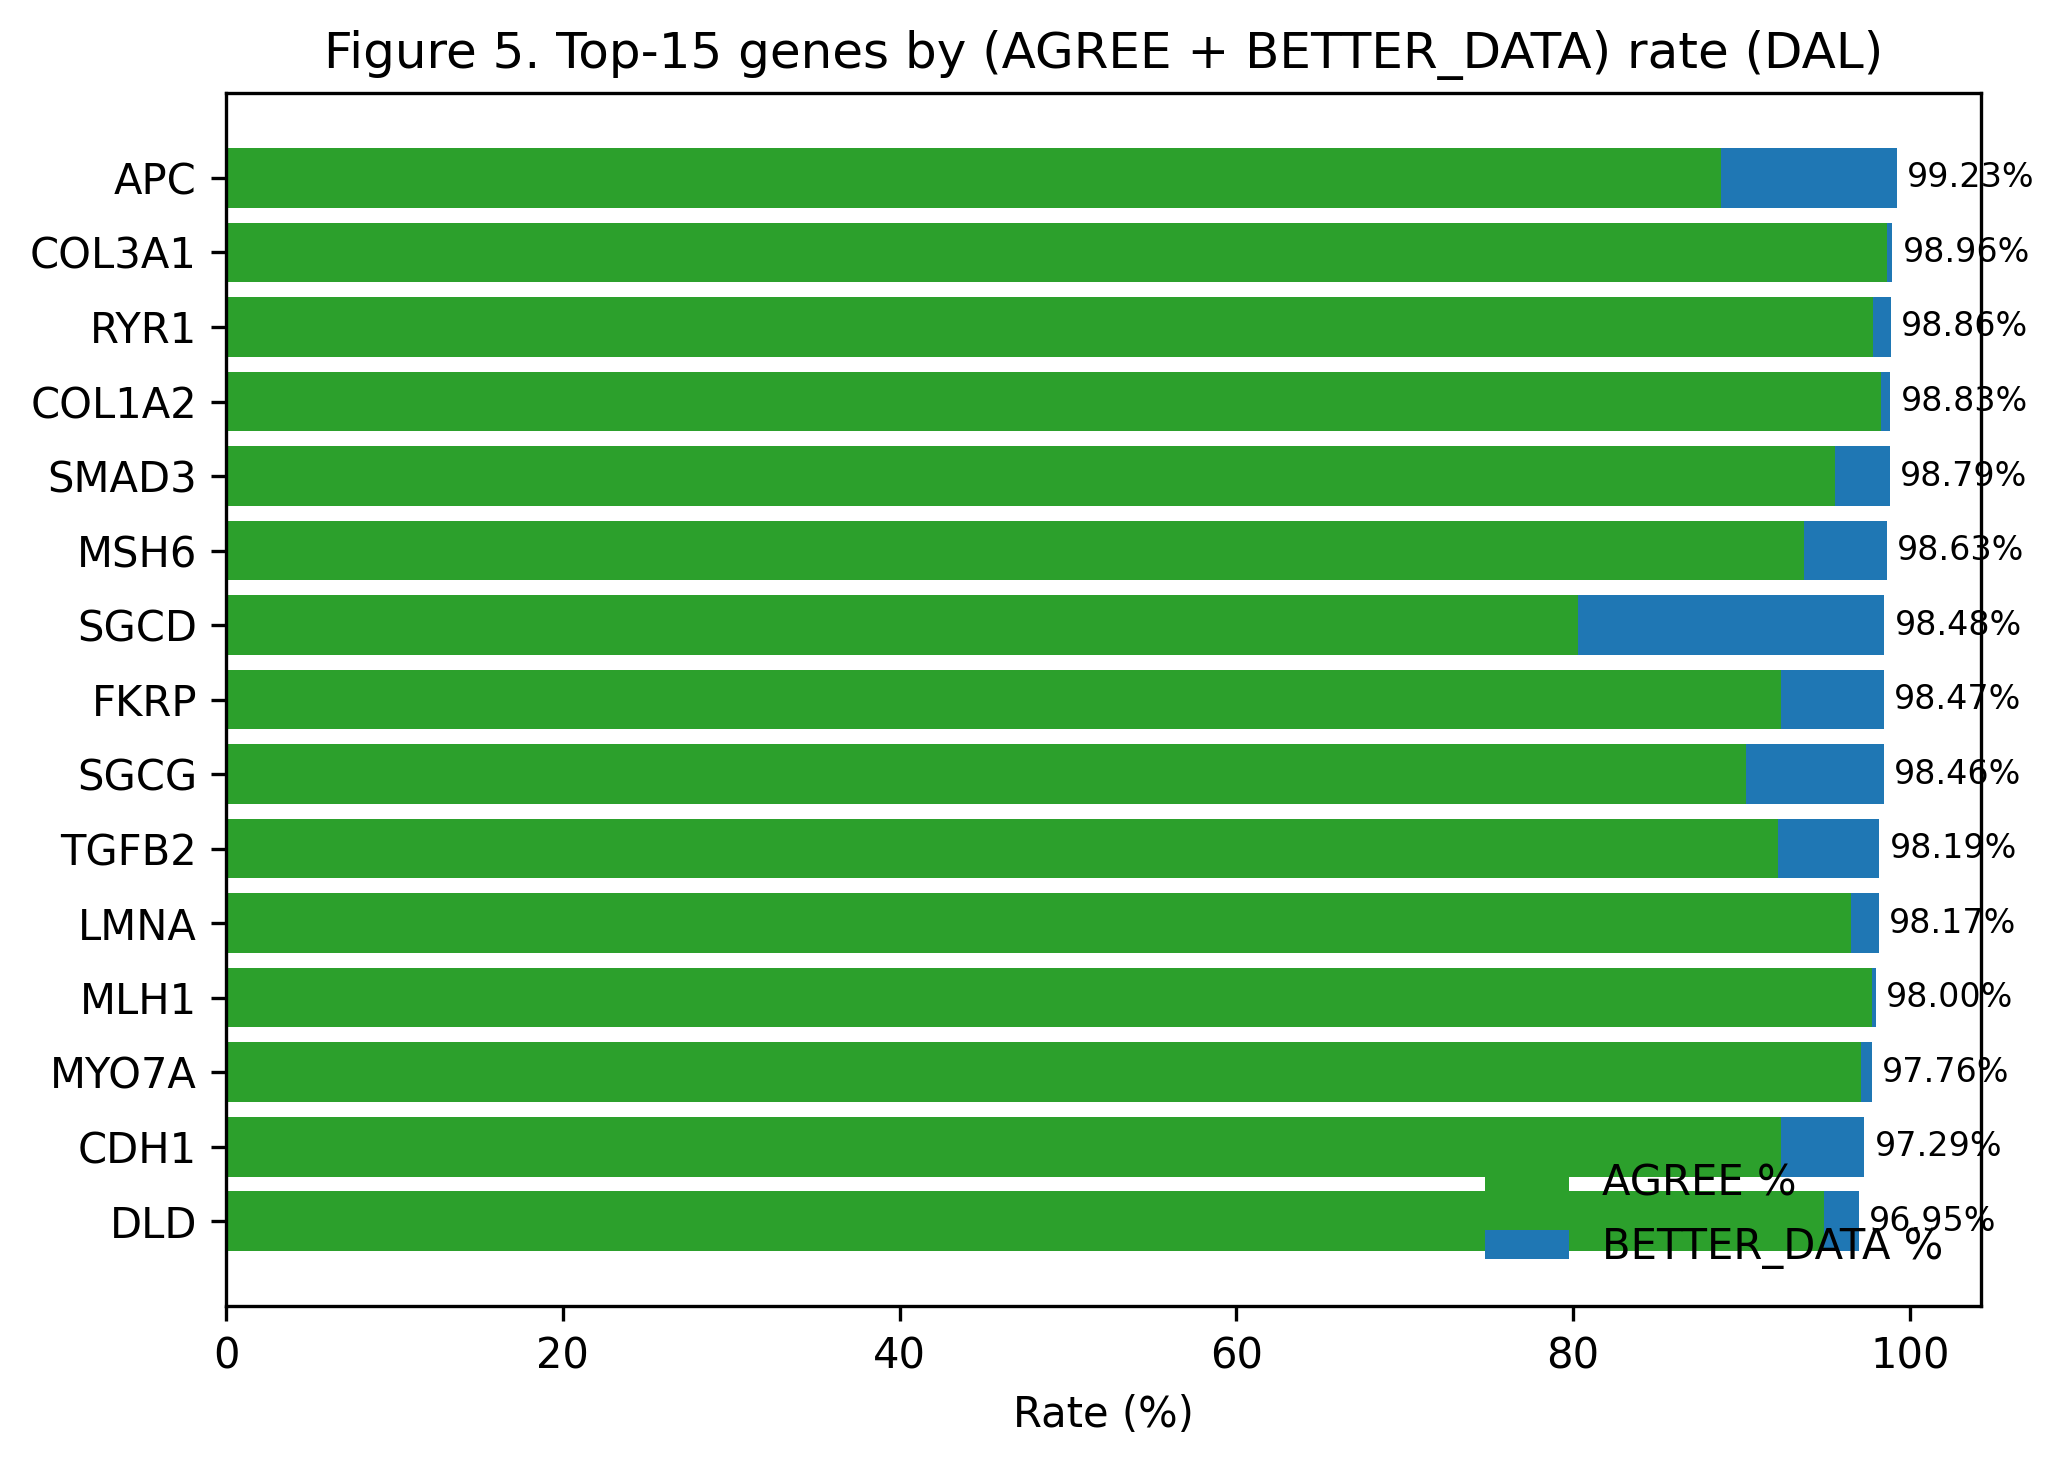 Figure 5. Top-15 genes by (AGREE + BETTER_DATA) rate (DAL)
APC 99.23%
COL3A1 98.96%
RYR1 98.86%
COL1A2 98.83%
SMAD3 98.79%
MSH6 98.63%
SGCD 98.48%
FKRP 98.47%
SGCG 98.46%
TGFB2 98.19%
LMNA 98.17%
MLH1 98.00%
MYO7A 97.76%
CDH1 97.29%
AGREE %
DLD 96.95%
BETTER_DATA %
0 20 40 60 80 100
Rate (%)